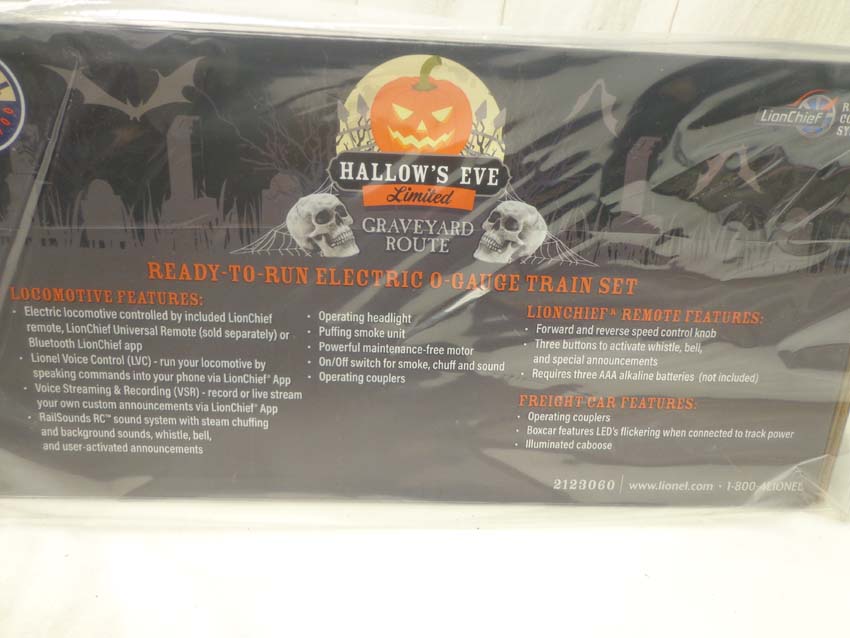 HALLOW'S EVE
Limited
GRAVEYARD
ROUTE
LionChief
READY-TO-RUN ELECTRIC O-GAUGE TRAIN SET
LOCOMOTIVE FEATURES:
• Electric locomotive controlled by included LionChief
remote, LionChief Universal Remote (sold separately) or
Bluetooth LionChief app
• Lionel Voice Control (LVC) - run your locomotive by
speaking commands into your phone via LionChief® App
• Voice Streaming & Recording (VSR) - record or live stream
your own custom announcements via LionChief® App
• RailSounds RC™ sound system with steam chuffing
and background sounds, whistle, bell,
and user-activated announcements
• Operating headlight
• Puffing smoke unit
• Powerful maintenance-free motor
• On/Off switch for smoke, chuff and sound
• Operating couplers
LIONCHIEF® REMOTE FEATURES:
• Forward and reverse speed control knob
• Three buttons to activate whistle, bell,
and special announcements
• Requires three AAA alkaline batteries (not included)
FREIGHT CAR FEATURES:
• Operating couplers
• Boxcar features LED's flickering when connected to track power
• Illuminated caboose
2123060 | www.lionel.com • 1-800-4LIONEL